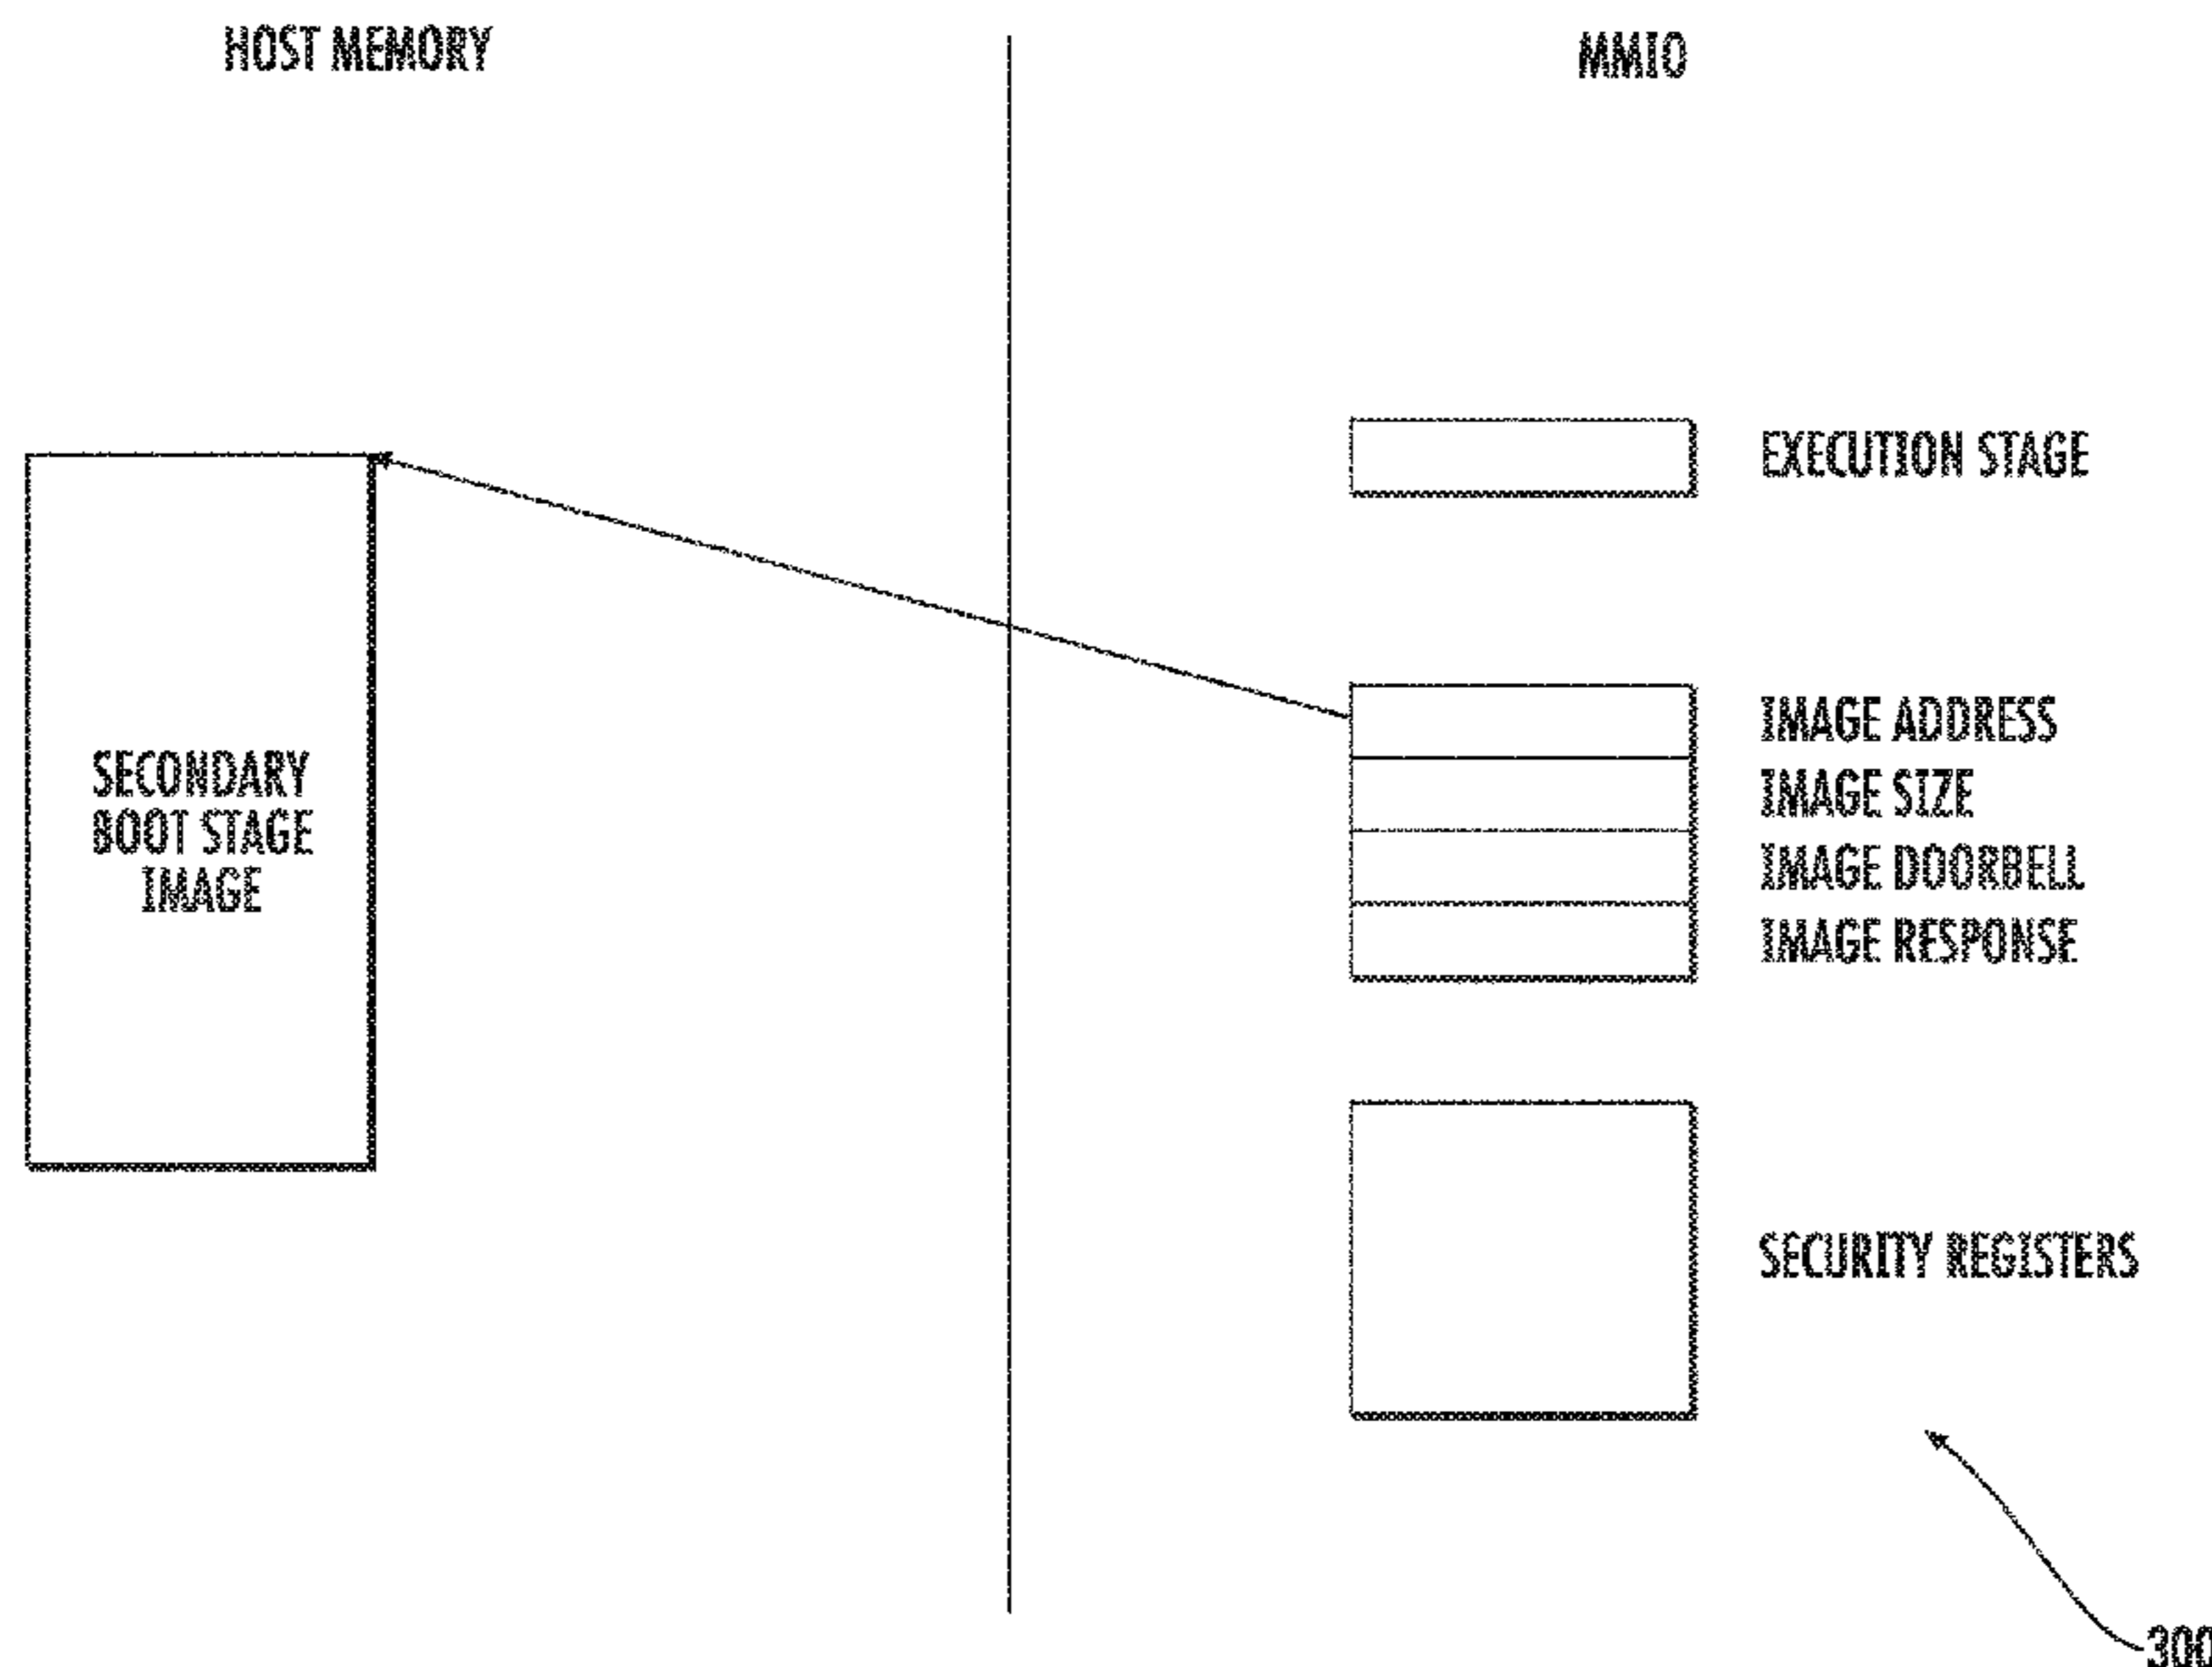 HOST MEMORY
MMIO
EXECUTION STAGE
IMAGE ADDRESS
IMAGE SIZE
IMAGE DOORBELL
IMAGE RESPONSE
SECONDARY
BOOT STAGE
IMAGE
SECURITY REGISTERS
300